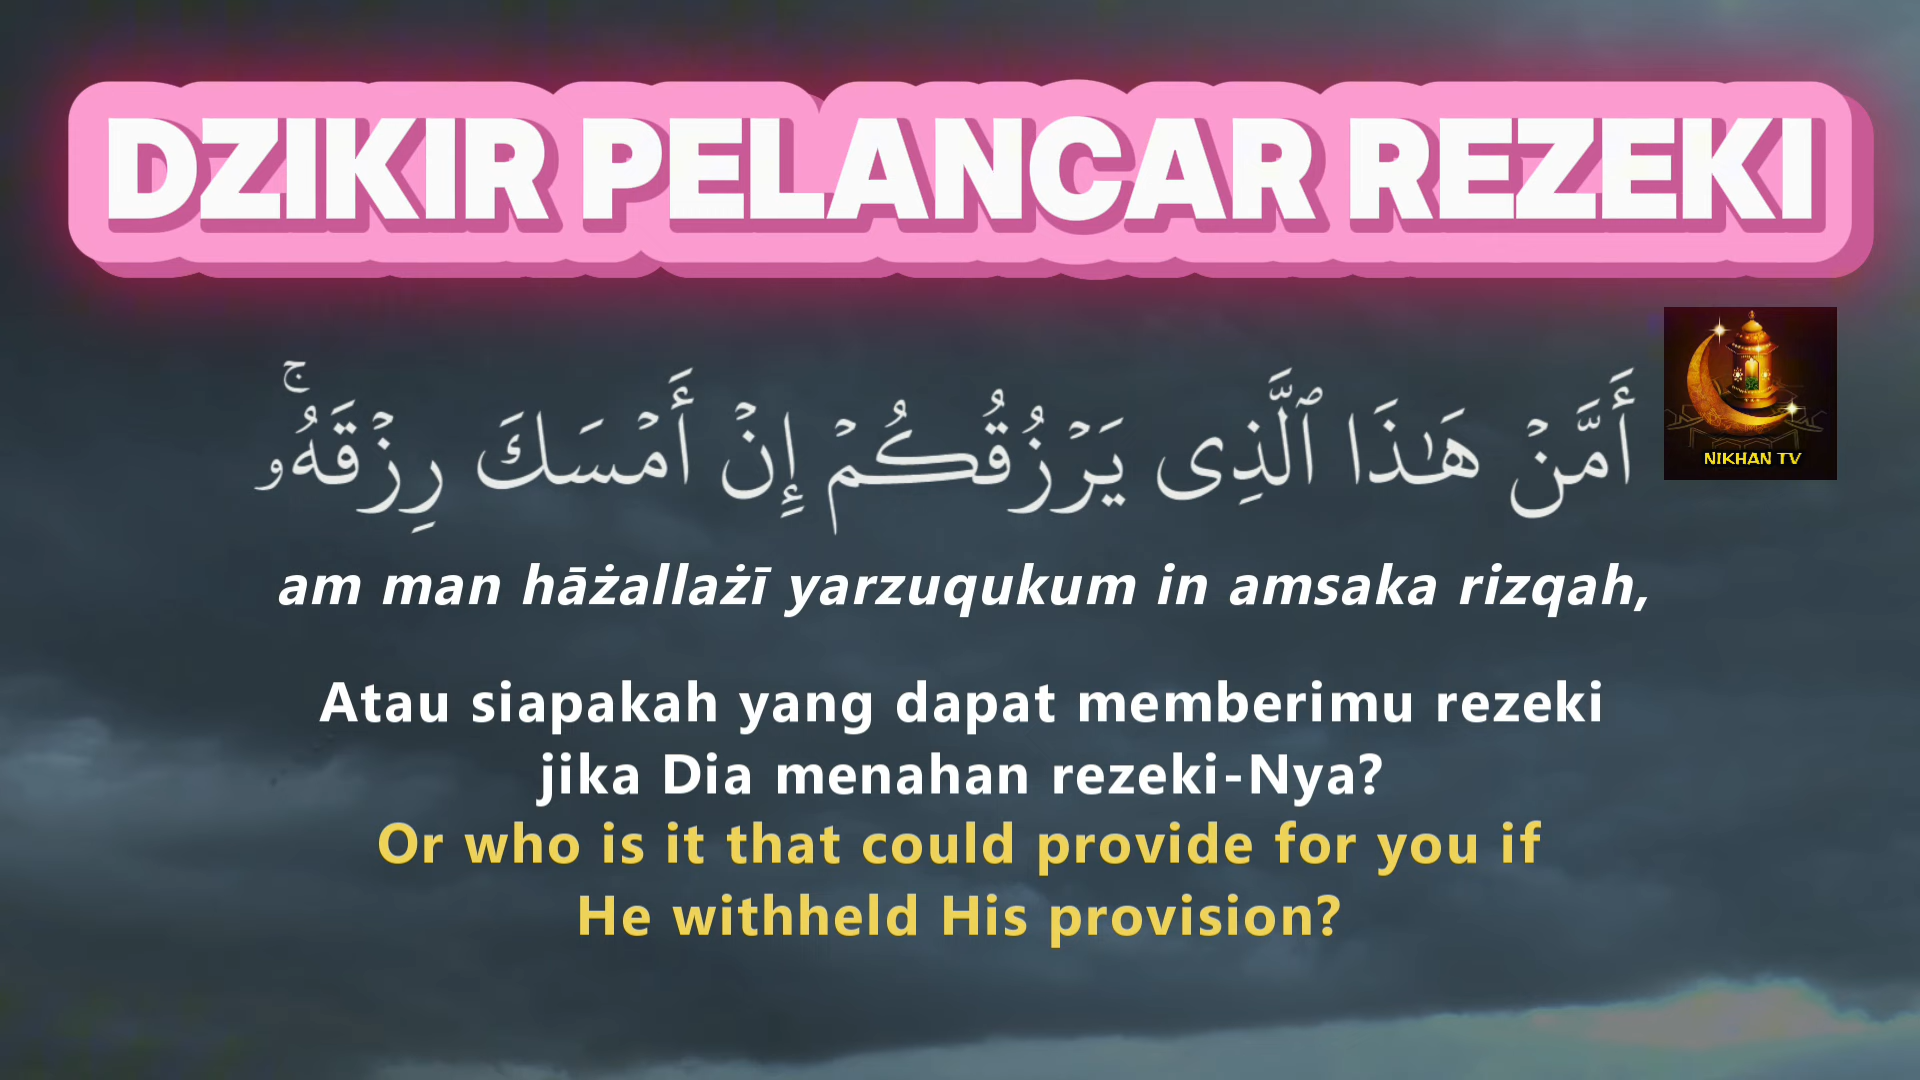 DZIKIR PELANCAR REZEKI
أَمَّنْ هَٰذَا ٱلَّذِى يَرْزُقُكُمْ إِنْ أَمْسَكَ رِزْقَهُۥ ۚ
NIKHAN TV
am man hāżallażī yarzuqukum in amsaka rizqah,
Atau siapakah yang dapat memberimu rezeki
jika Dia menahan rezeki-Nya?
Or who is it that could provide for you if
He withheld His provision?